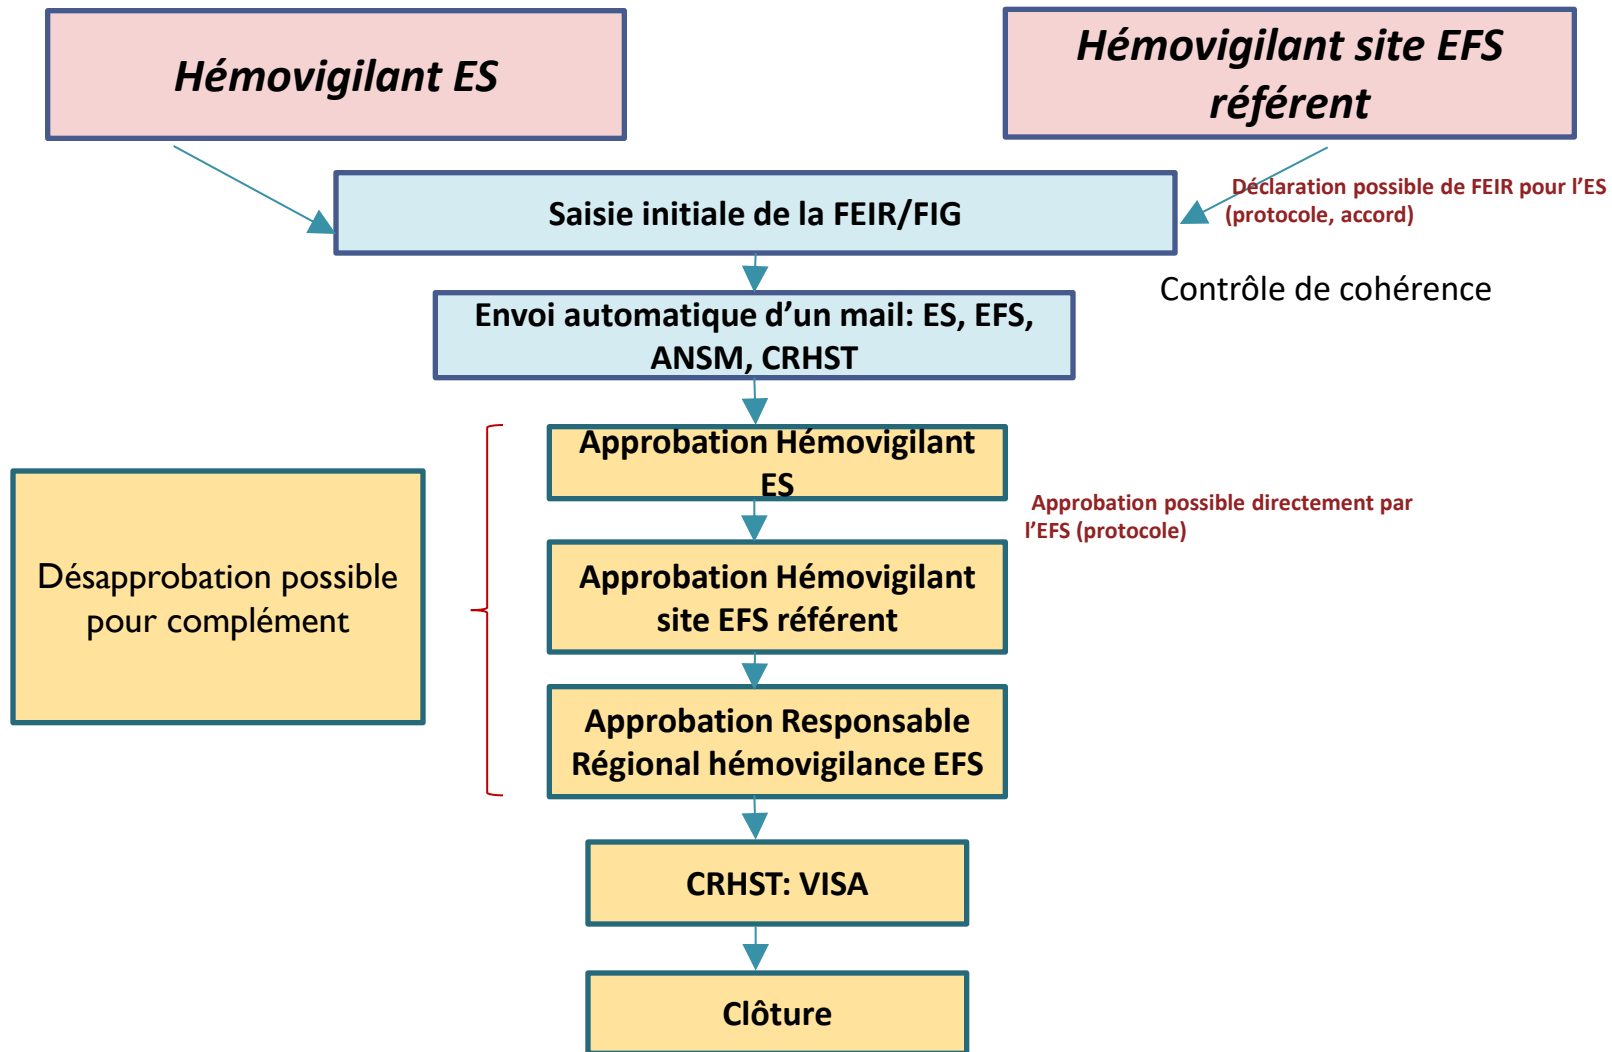 Hémovigilant ES
Hémovigilant site EFS
référent
Déclaration possible de FEIR pour l’ES
(protocole, accord)
Saisie initiale de la FEIR/FIG
Contrôle de cohérence
Envoi automatique d’un mail: ES, EFS,
ANSM, CRHST
Approbation Hémovigilant
ES
Approbation possible directement par
l’EFS (protocole)
Désapprobation possible
pour complément
Approbation Hémovigilant
site EFS référent
Approbation Responsable
Régional hémovigilance EFS
CRHST: VISA
Clôture